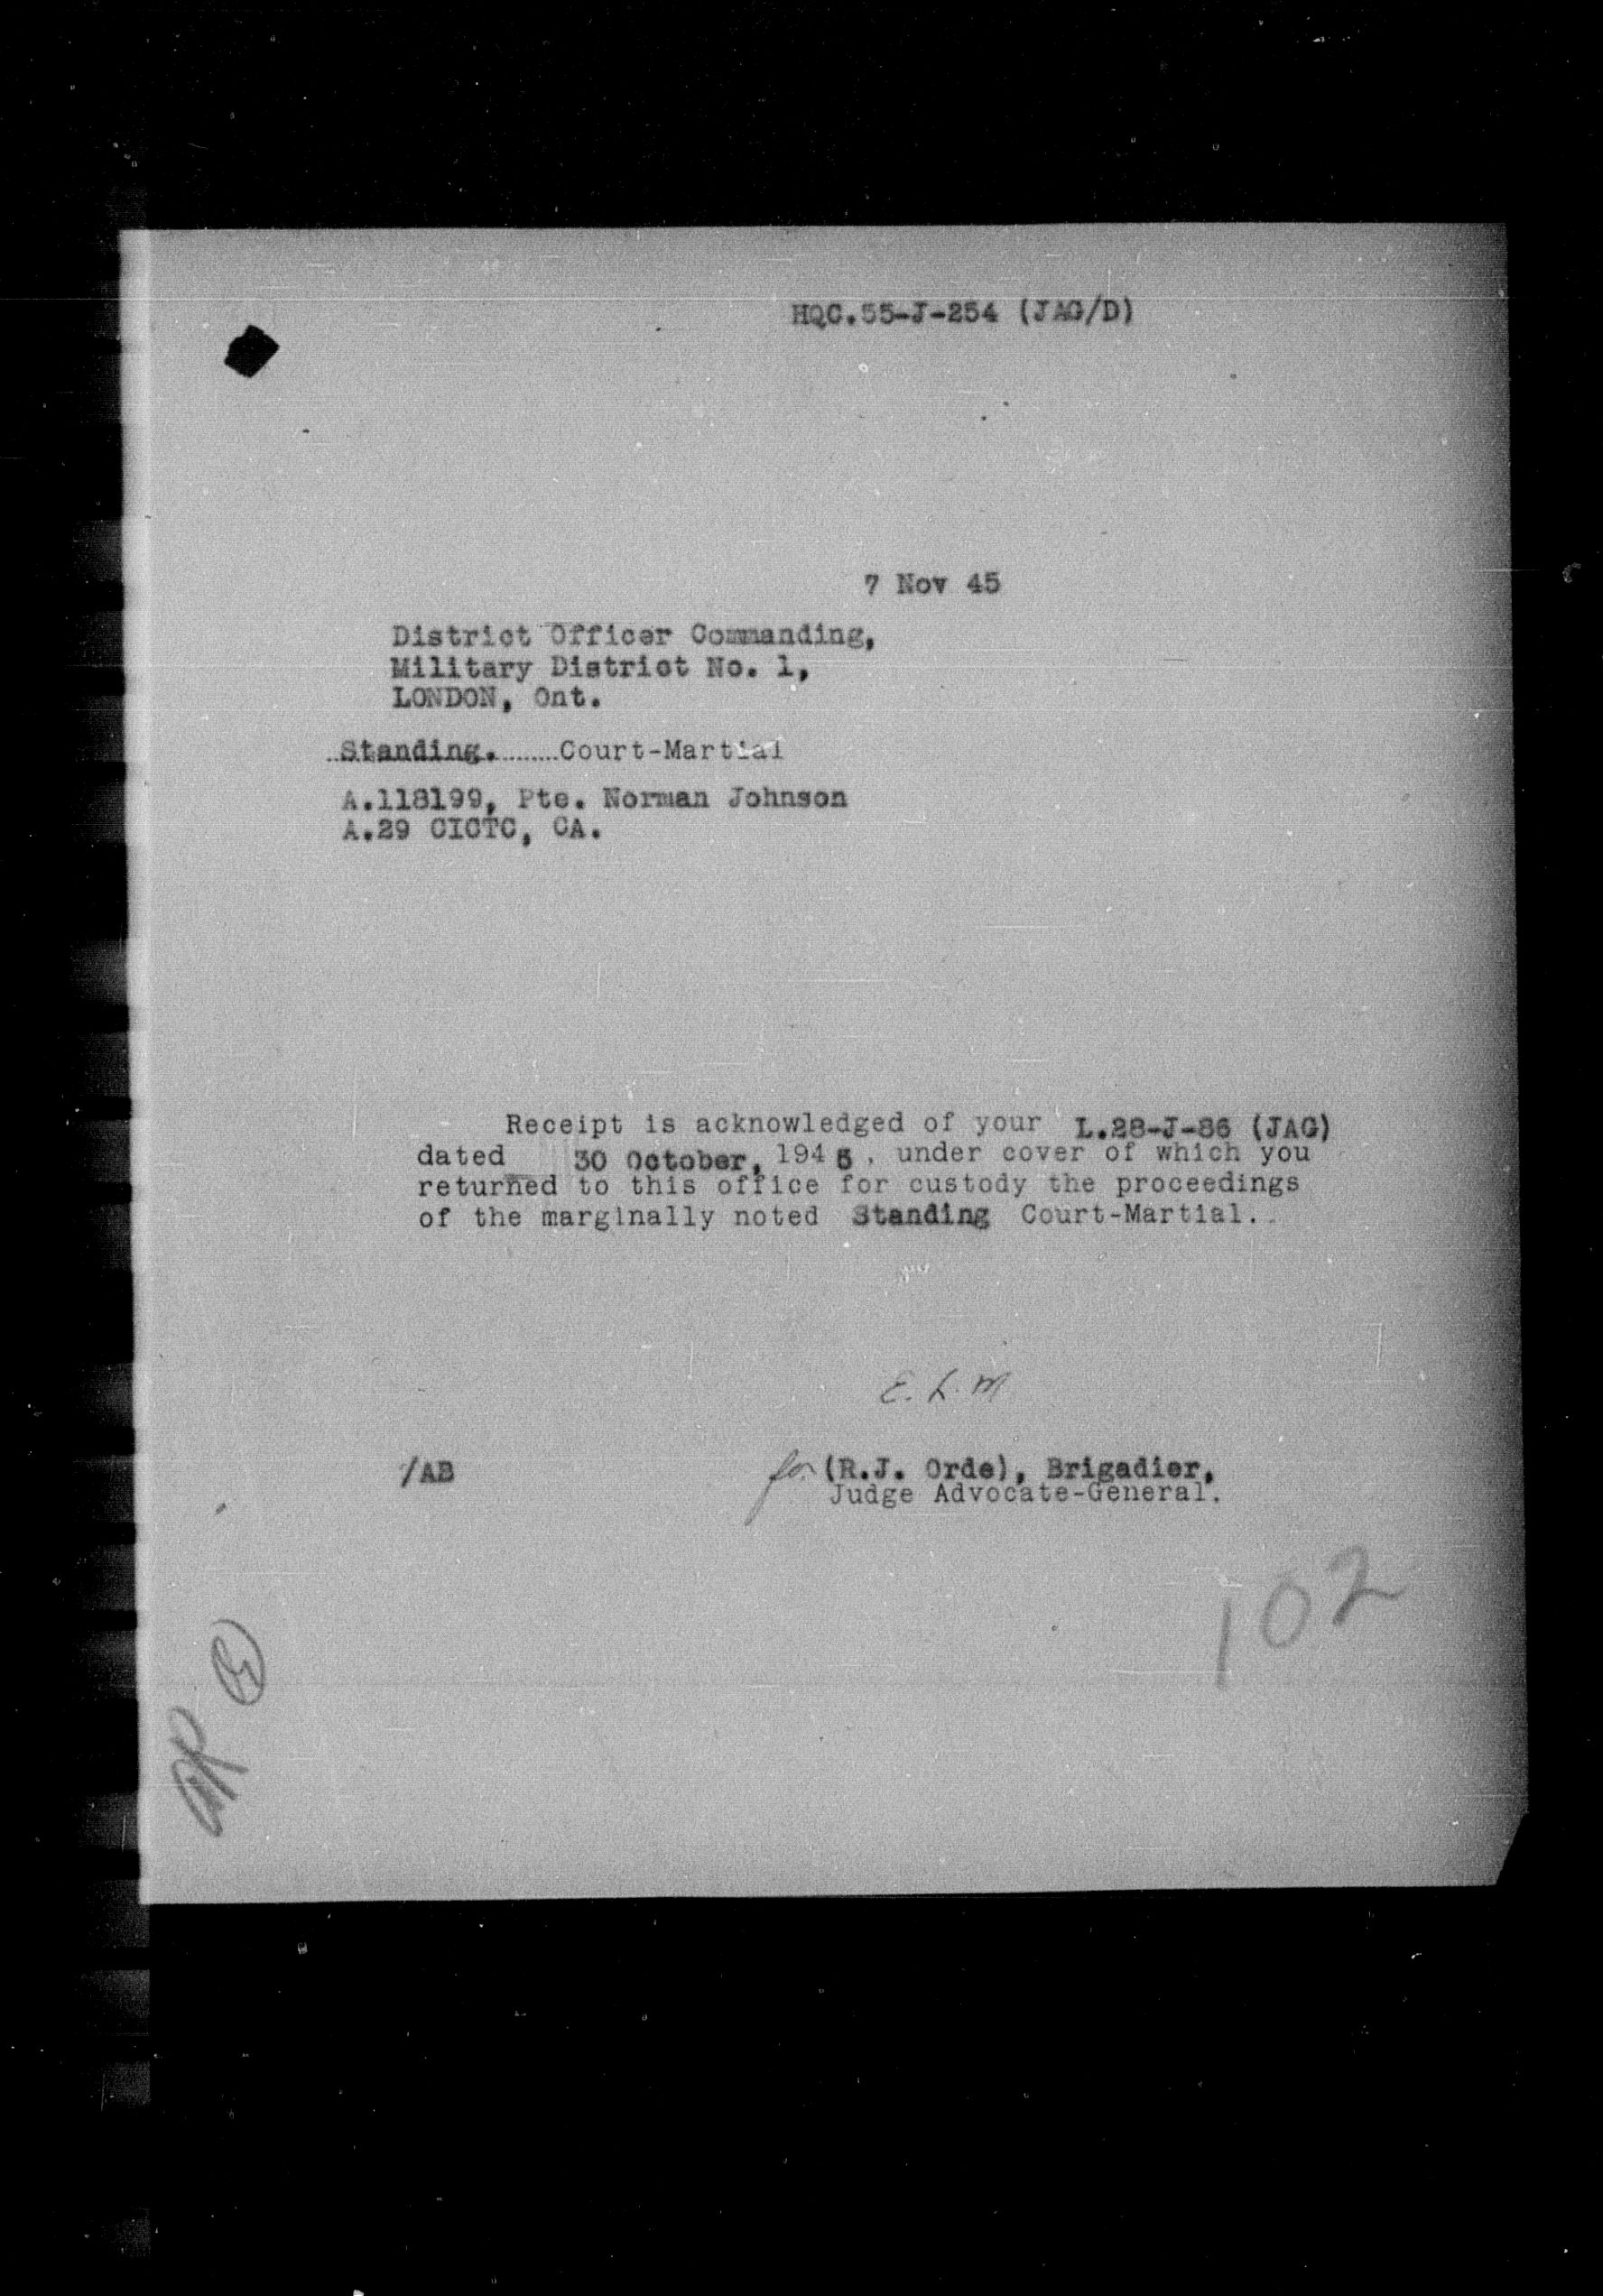 HQC.55-J-254 (JAG/D)
7 Nov 45
District Officer Commanding,
Military District No. 1,
LONDON, Ont.
Standing. Court-Martial
A.118199, Pte. Norman Johnson
A.29 CICTC, CA.
Receipt is acknowledged of your L.28-J-86 (JAG)
dated 30 October, 1945, under cover of which you
returned to this office for custody the proceedings
of the marginally noted Standing Court-Martial.
E. L. M
/AB
for (R.J. Orde), Brigadier,
Judge Advocate-General.
102